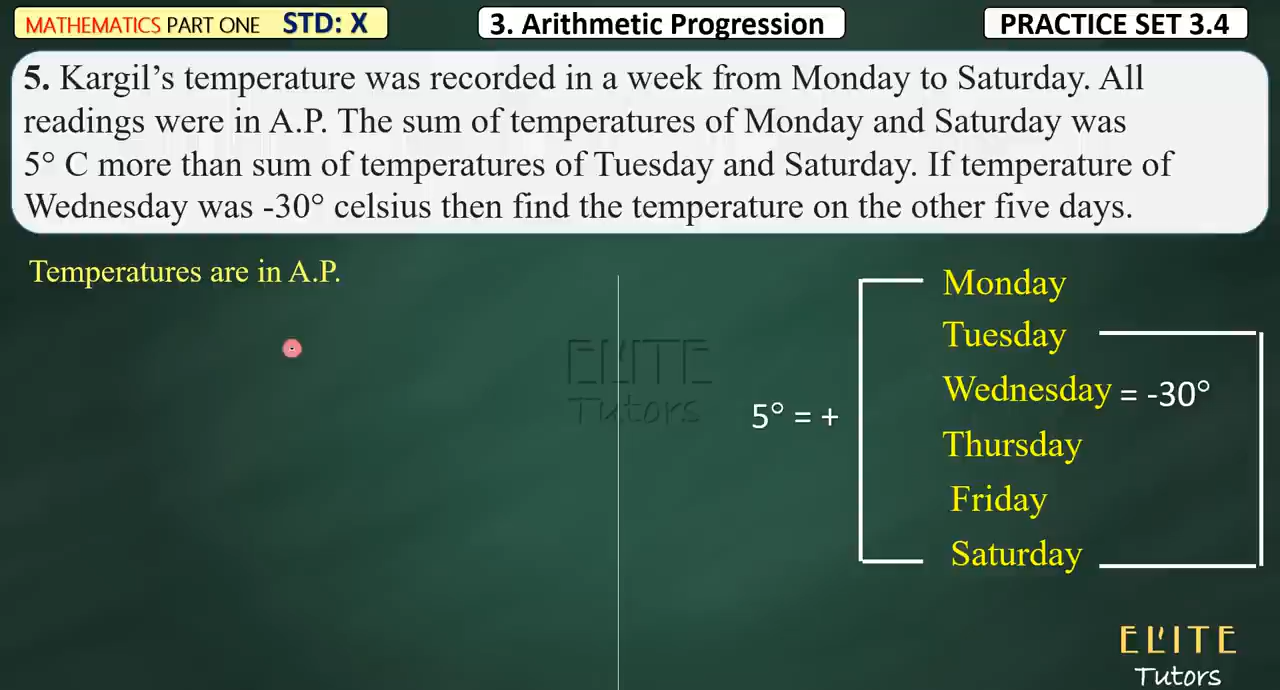 MATHEMATICS PART ONE STD: X
3. Arithmetic Progression
PRACTICE SET 3.4
5. Kargil’s temperature was recorded in a week from Monday to Saturday. All
readings were in A.P. The sum of temperatures of Monday and Saturday was
5° C more than sum of temperatures of Tuesday and Saturday. If temperature of
Wednesday was -30° celsius then find the temperature on the other five days.
Temperatures are in A.P.
Monday
Tuesday
Wednesday = -30°
5° = +
Thursday
Friday
Saturday
ELITE
Tutors
ELITE
Tutors